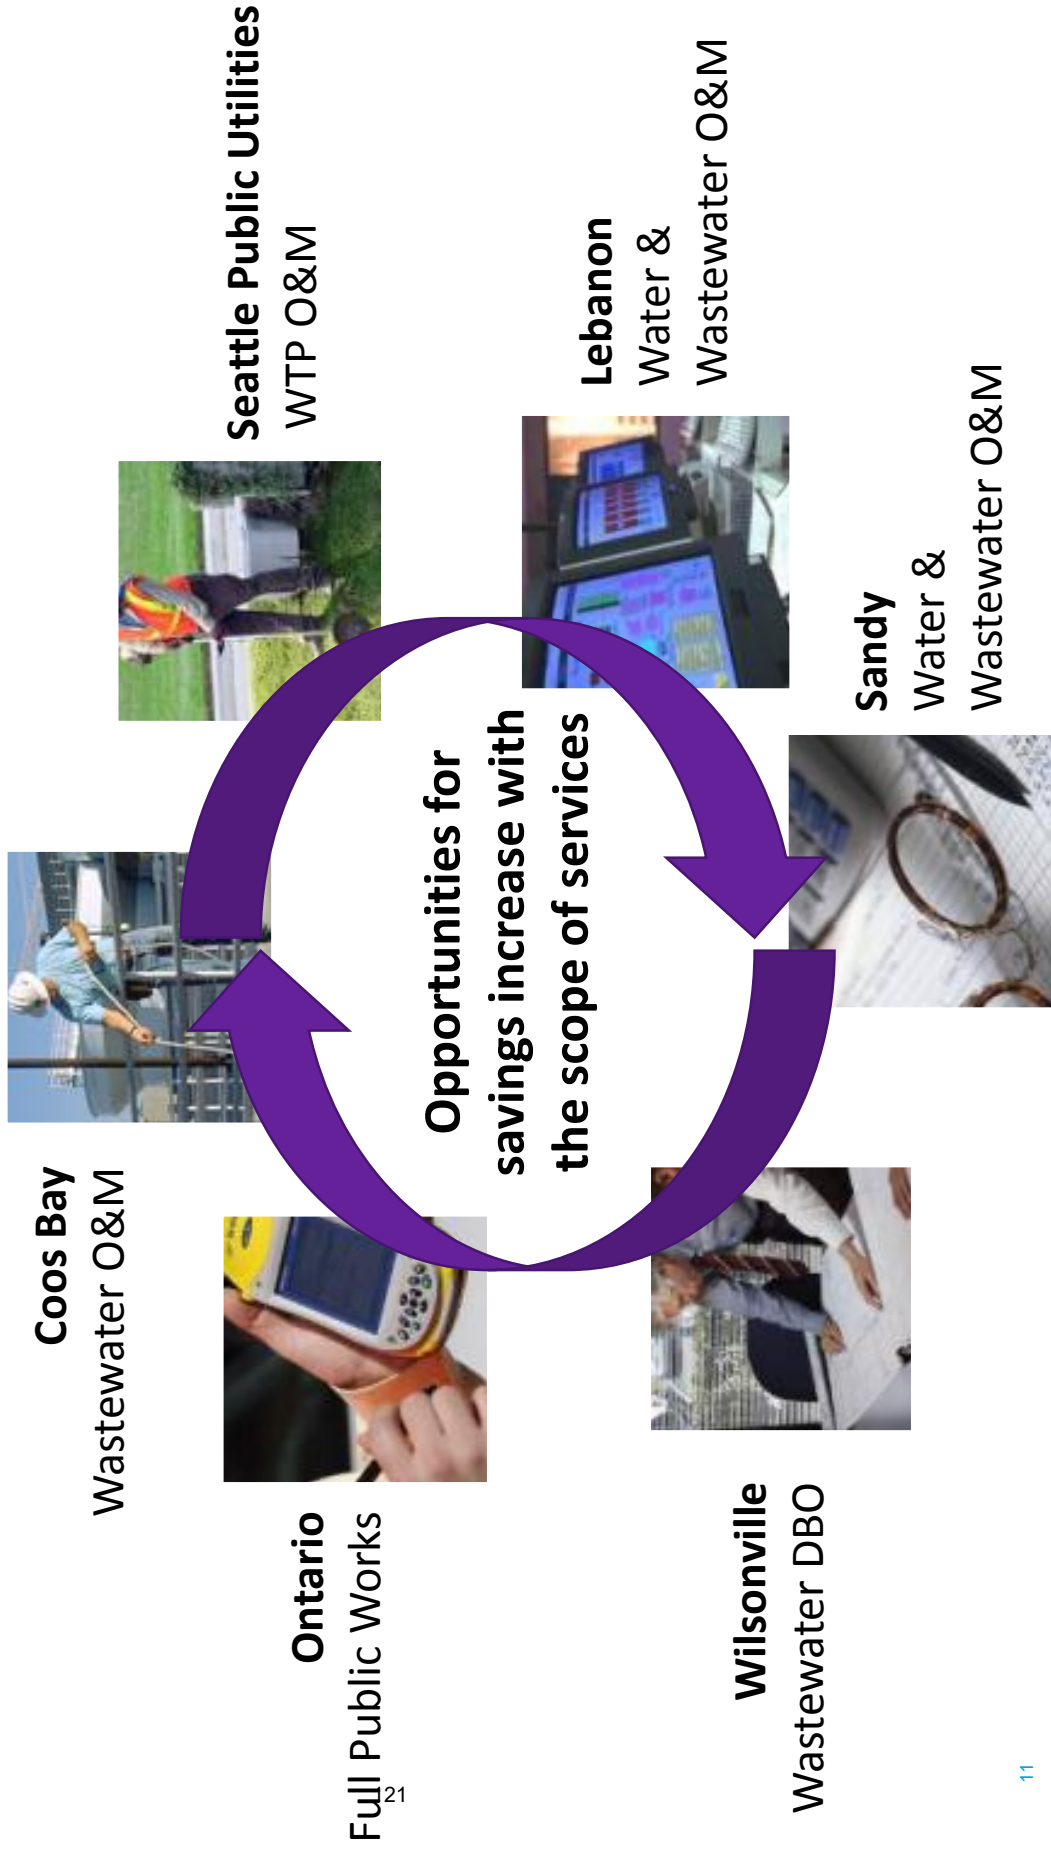 Coos Bay
Wastewater O&M
Seattle Public Utilities
WTP O&M
Ontario
Full Public Works
Opportunities for
savings increase with
the scope of services
Lebanon
Water &
Wastewater O&M
Wilsonville
Wastewater DBO
Sandy
Water &
Wastewater O&M
11
121